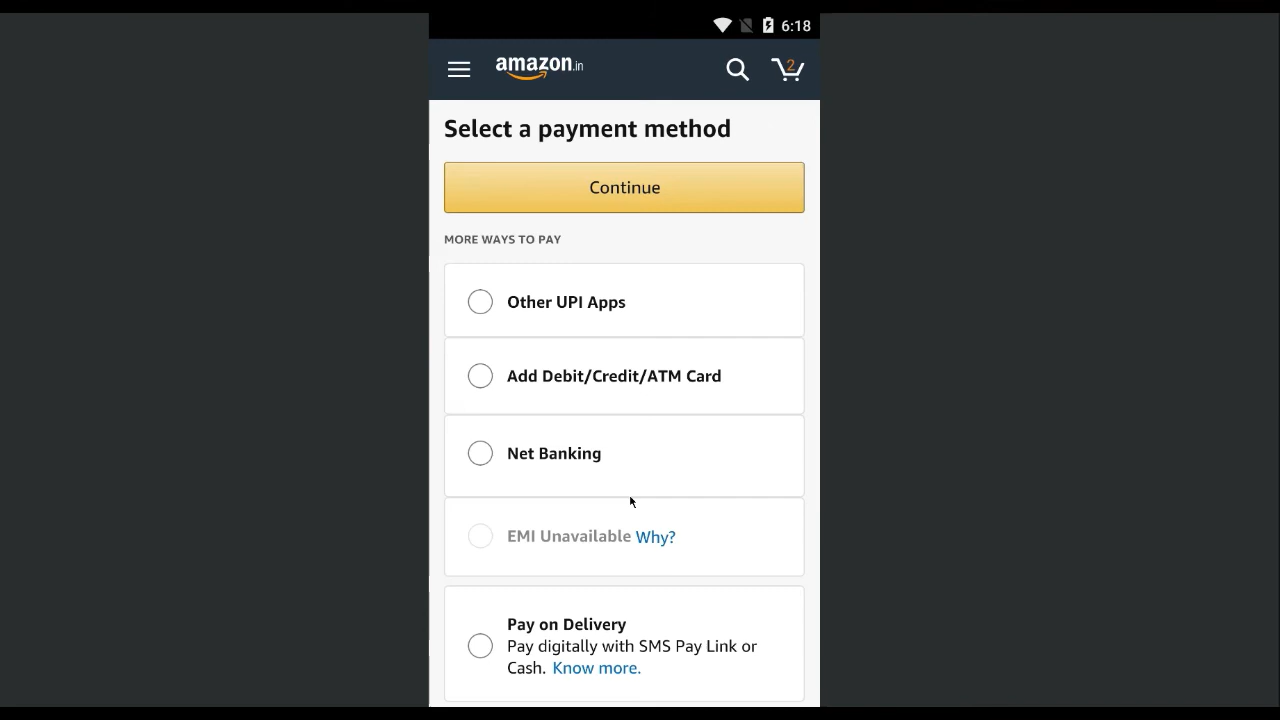 6:18
amazon.in
2
Select a payment method
Continue
MORE WAYS TO PAY
Other UPI Apps
Add Debit/Credit/ATM Card
Net Banking
EMI Unavailable Why?
Pay on Delivery
Pay digitally with SMS Pay Link or
Cash. Know more.